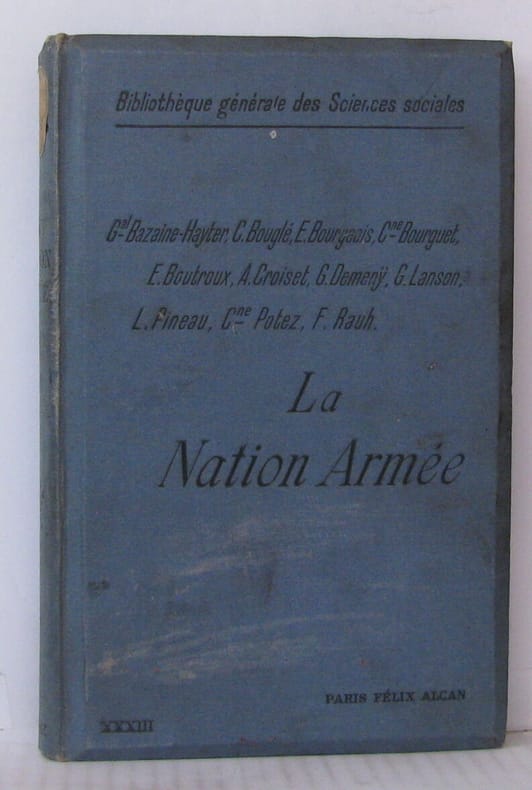 Bibliothèque générale des Sciences sociales
Gal Bazaine-Hayter, C. Bouglé, E. Bourgeois, Cne Bourguet,
E. Boutroux, A. Croiset, G. Demenÿ, G. Lanson,
L. Pineau, Cne Potez, F. Rauh.
La
Nation Armée
PARIS FÉLIX ALCAN
XXXIII